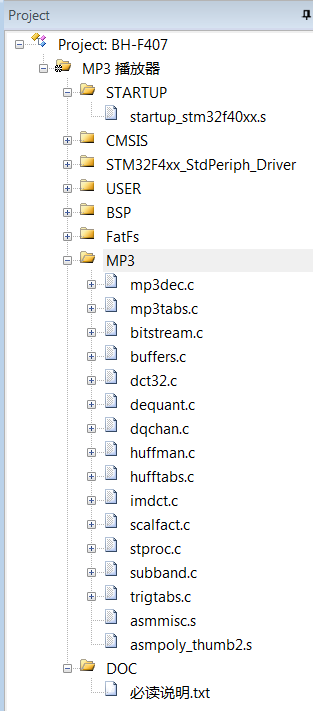 Project
Project: BH-F407
MP3 播放器
STARTUP
startup_stm32f40xx.s
CMSIS
STM32F4xx_StdPeriph_Driver
USER
BSP
FatFs
MP3
mp3dec.c
mp3tabs.c
bitstream.c
buffers.c
dct32.c
dequant.c
dqchan.c
huffman.c
hufftabs.c
imdct.c
scalfact.c
stproc.c
subband.c
trigtabs.c
asmmisc.s
asmpoly_thumb2.s
DOC
必读说明.txt